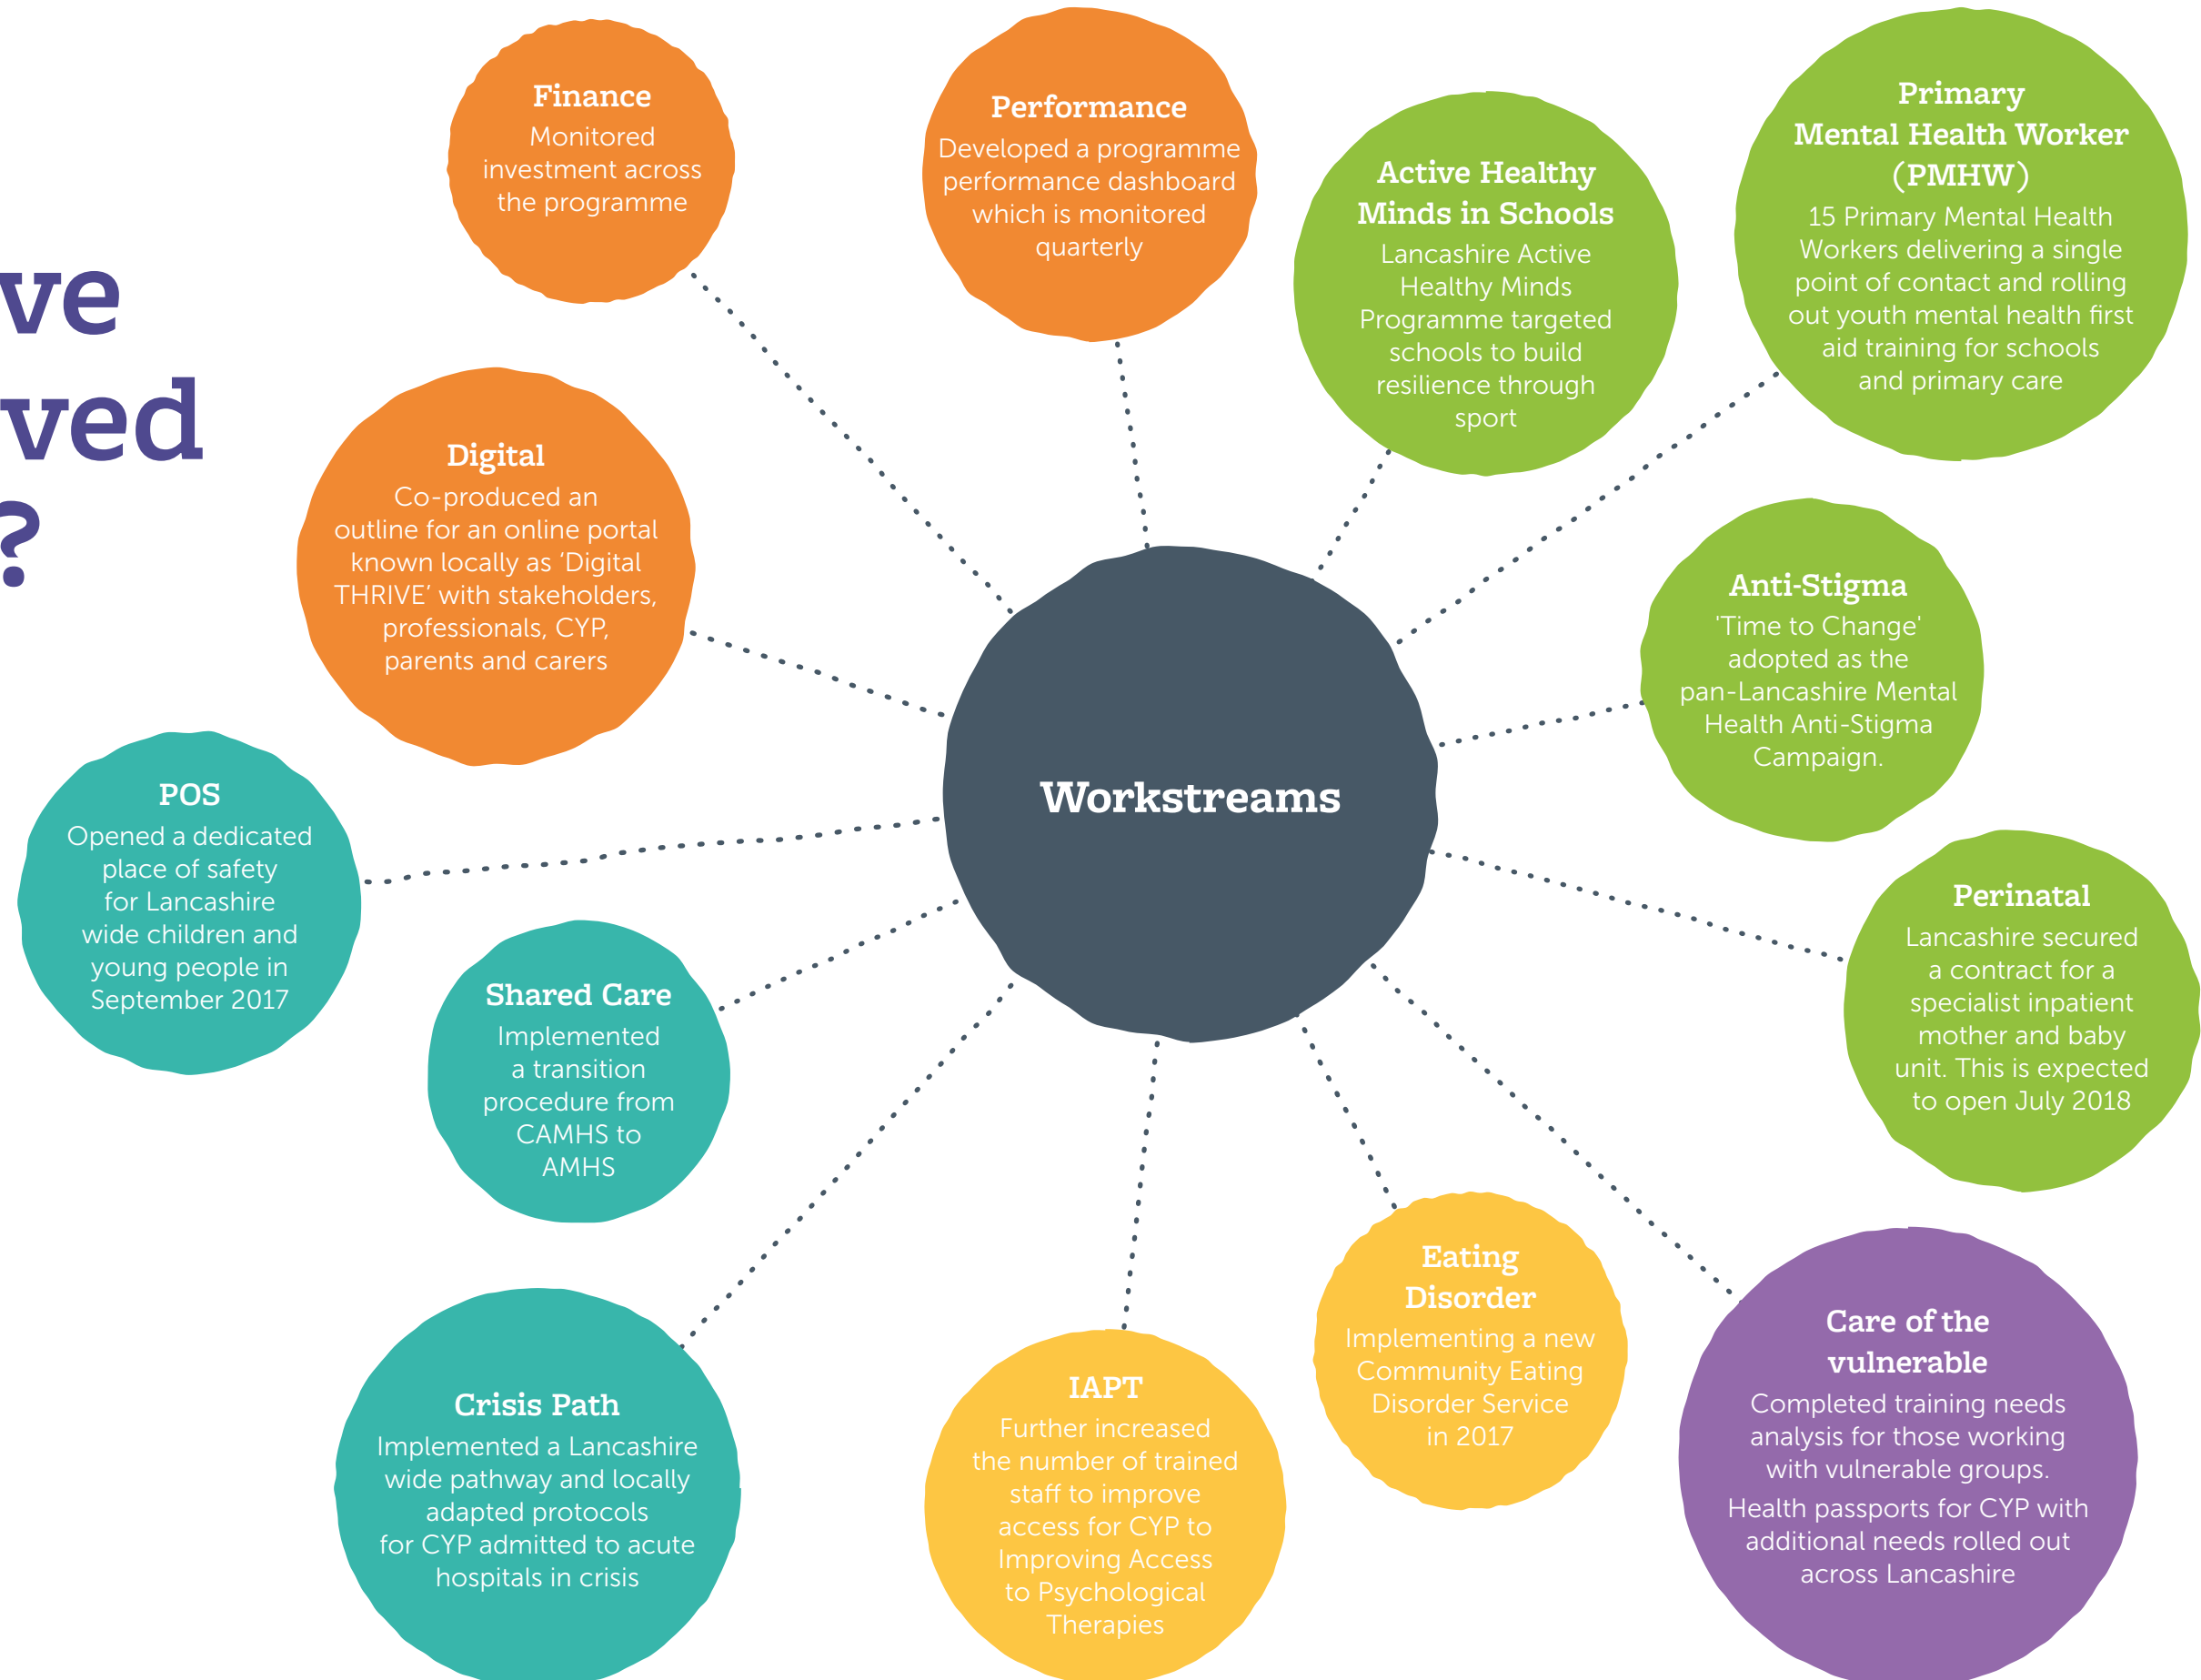 ve
ved
?
Finance
Monitored
investment across
the programme
Performance
Developed a programme
performance dashboard
which is monitored
quarterly
Active Healthy
Minds in Schools
Lancashire Active
Healthy Minds
Programme targeted
schools to build
resilience through
sport
Primary
Mental Health Worker
(PMHW)
15 Primary Mental Health
Workers delivering a single
point of contact and rolling
out youth mental health first
aid training for schools
and primary care
Digital
Co-produced an
outline for an online portal
known locally as ‘Digital
THRIVE’ with stakeholders,
professionals, CYP,
parents and carers
Anti-Stigma
'Time to Change'
adopted as the
pan-Lancashire Mental
Health Anti-Stigma
Campaign.
Workstreams
POS
Opened a dedicated
place of safety
for Lancashire
wide children and
young people in
September 2017
Perinatal
Lancashire secured
a contract for a
specialist inpatient
mother and baby
unit. This is expected
to open July 2018
Shared Care
Implemented
a transition
procedure from
CAMHS to
AMHS
Eating
Disorder
Implementing a new
Community Eating
Disorder Service
in 2017
Care of the
vulnerable
Completed training needs
analysis for those working
with vulnerable groups.
Health passports for CYP with
additional needs rolled out
across Lancashire
IAPT
Further increased
the number of trained
staff to improve
access for CYP to
Improving Access
to Psychological
Therapies
Crisis Path
Implemented a Lancashire
wide pathway and locally
adapted protocols
for CYP admitted to acute
hospitals in crisis